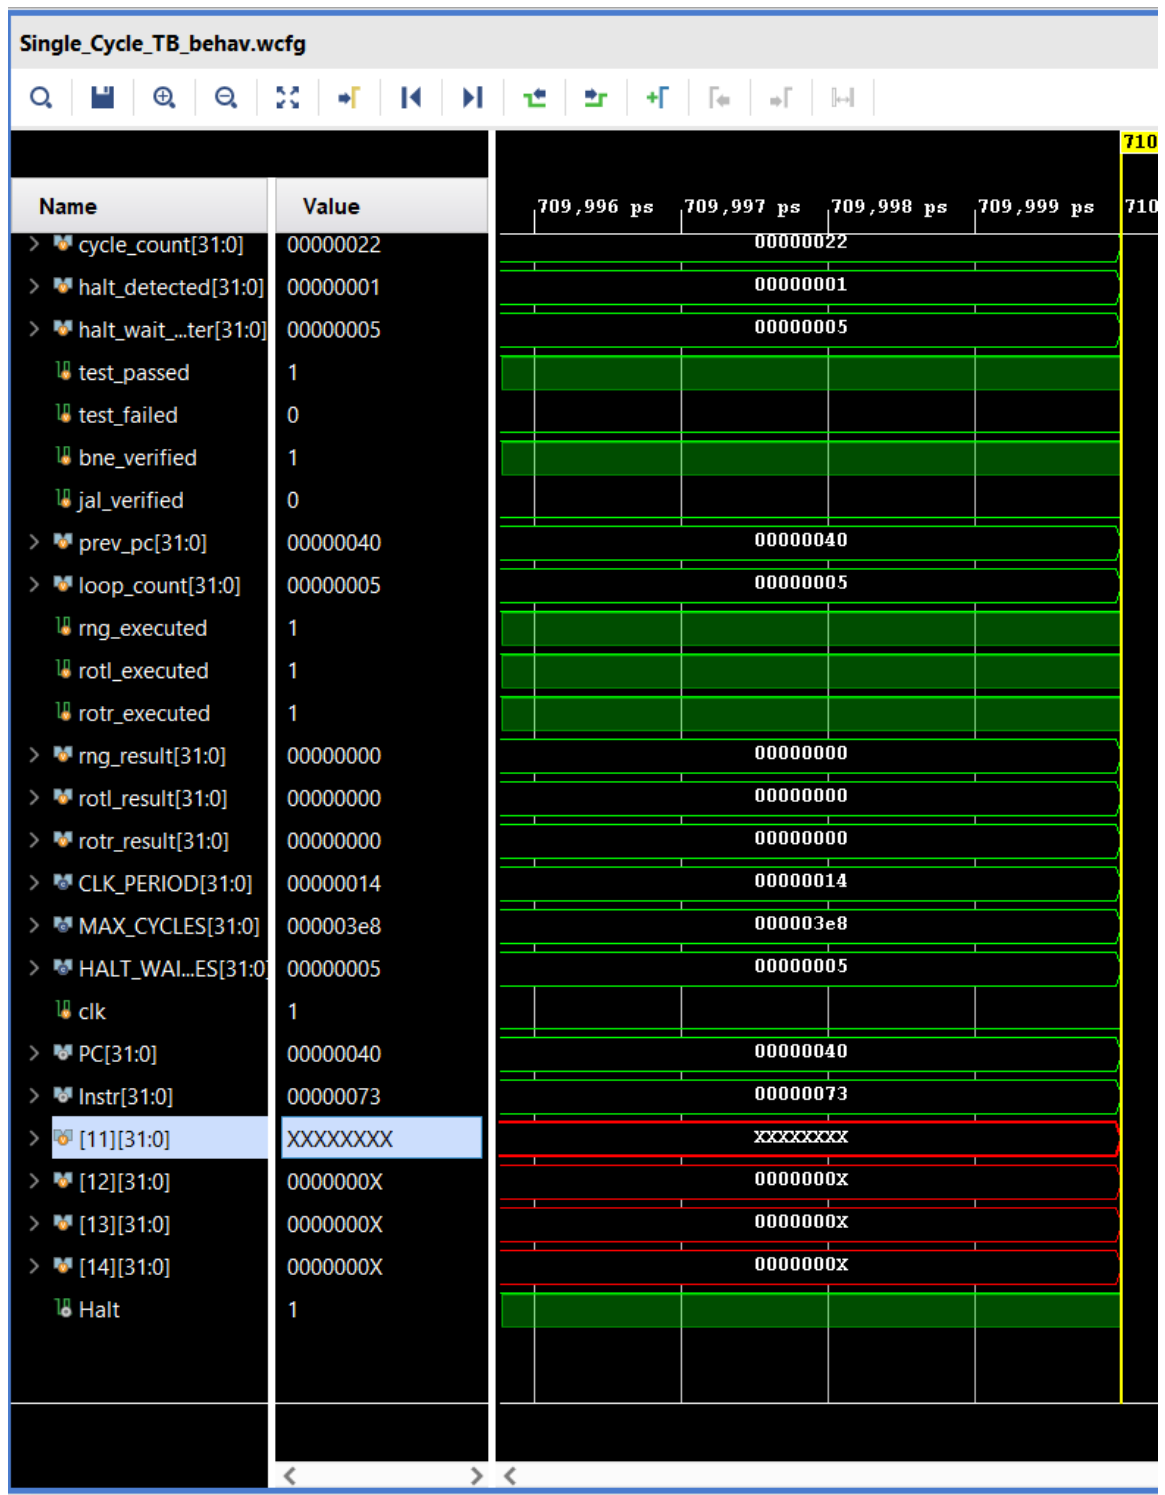 Single_Cycle_TB_behav.wcfg
710
Name Value 709,996 ps 709,997 ps 709,998 ps 709,999 ps 710
cycle_count[31:0] 00000022 00000022
halt_detected[31:0] 00000001 00000001
halt_wait_...ter[31:0] 00000005 00000005
test_passed 1
test_failed 0
bne_verified 1
jal_verified 0
prev_pc[31:0] 00000040 00000040
loop_count[31:0] 00000005 00000005
rng_executed 1
rotl_executed 1
rotr_executed 1
rng_result[31:0] 00000000 00000000
rotl_result[31:0] 00000000 00000000
rotr_result[31:0] 00000000 00000000
CLK_PERIOD[31:0] 00000014 00000014
MAX_CYCLES[31:0] 000003e8 000003e8
HALT_WAI...ES[31:0] 00000005 00000005
clk 1
PC[31:0] 00000040 00000040
Instr[31:0] 00000073 00000073
[11][31:0] XXXXXXXX XXXXXXXX
[12][31:0] 0000000X 0000000X
[13][31:0] 0000000X 0000000X
[14][31:0] 0000000X 0000000X
Halt 1